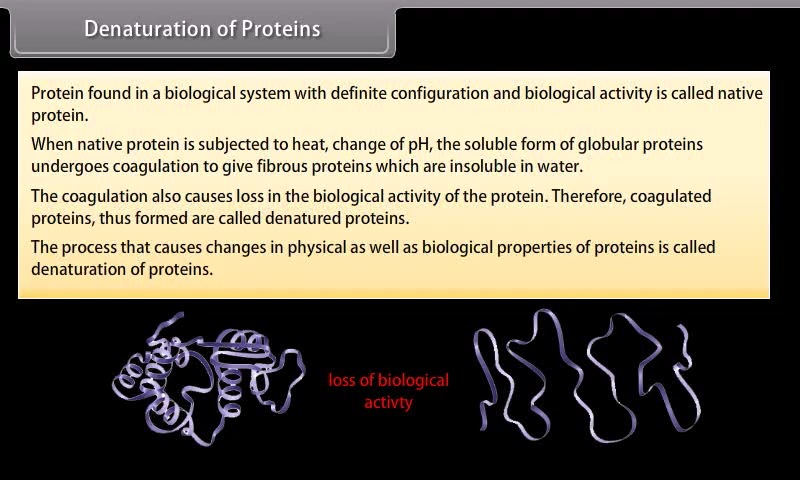 Denaturation of Proteins
Protein found in a biological system with definite configuration and biological activity is called native
protein.
When native protein is subjected to heat, change of pH, the soluble form of globular proteins
undergoes coagulation to give fibrous proteins which are insoluble in water.
The coagulation also causes loss in the biological activity of the protein. Therefore, coagulated
proteins, thus formed are called denatured proteins.
The process that causes changes in physical as well as biological properties of proteins is called
denaturation of proteins.
loss of biological
activty